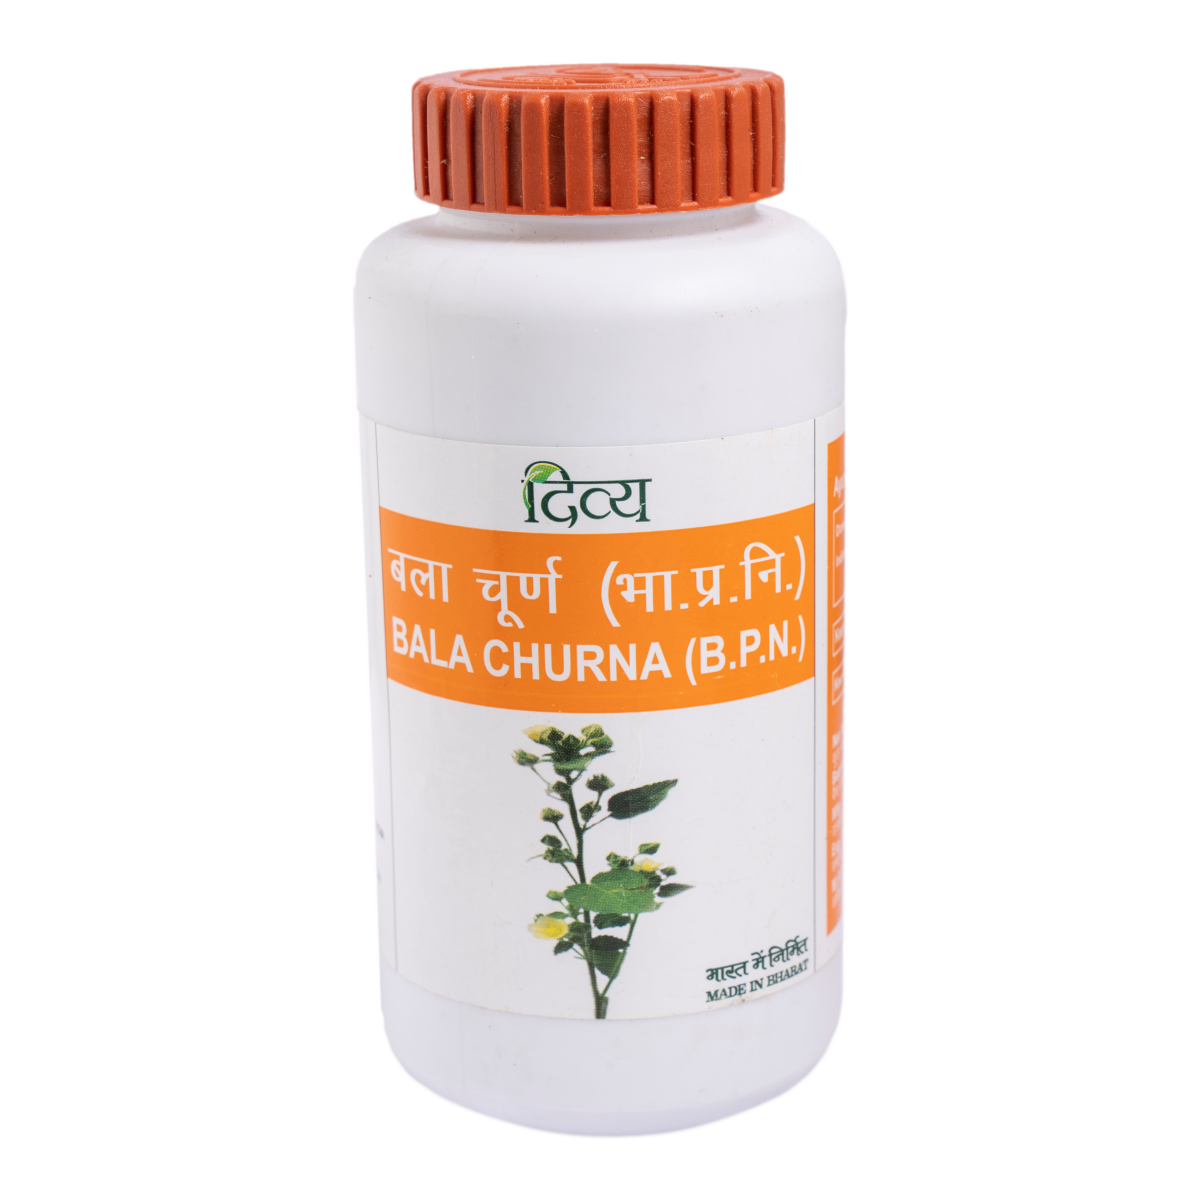 दिव्य
बला चूर्ण (भा.प्र.नि.)
BALA CHURNA (B.P.N.)
भारत में निर्मित
MADE IN BHARAT